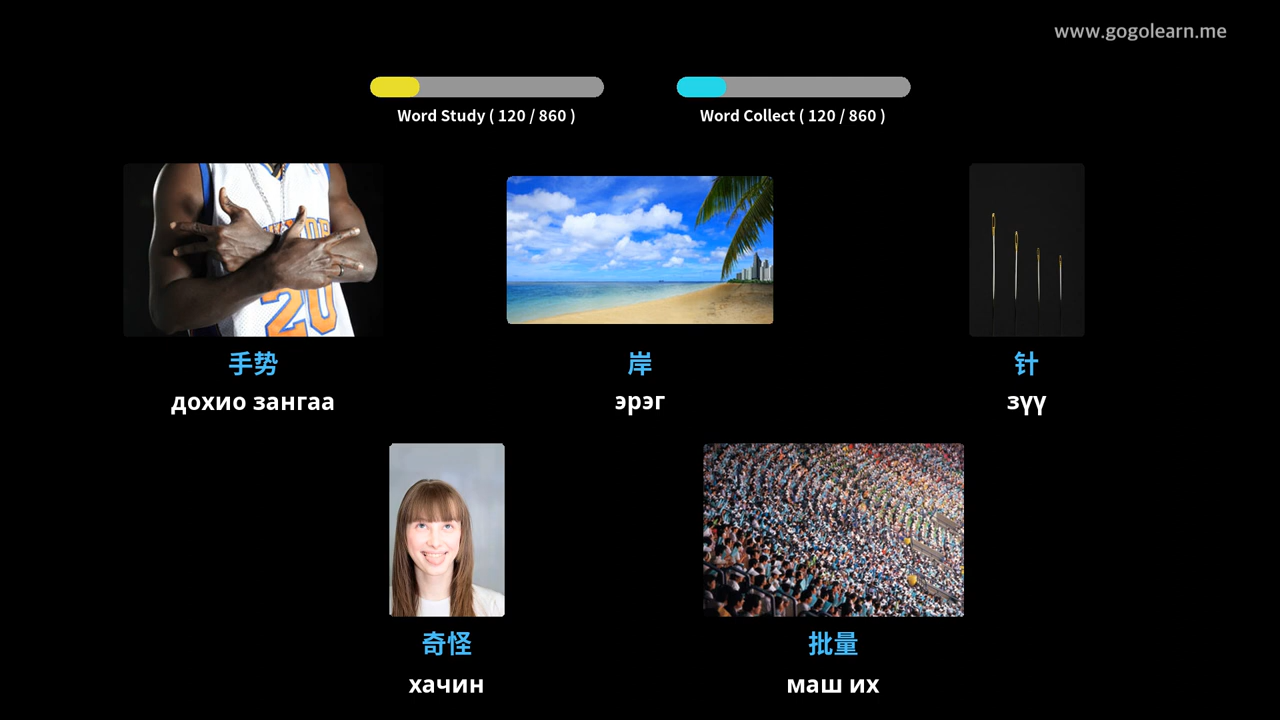 www.gogolearn.me
Word Study ( 120 / 860 )
Word Collect ( 120 / 860 )
20
手势
дохио зангаа
岸
эрэг
针
зүү
奇怪
хачин
批量
маш их